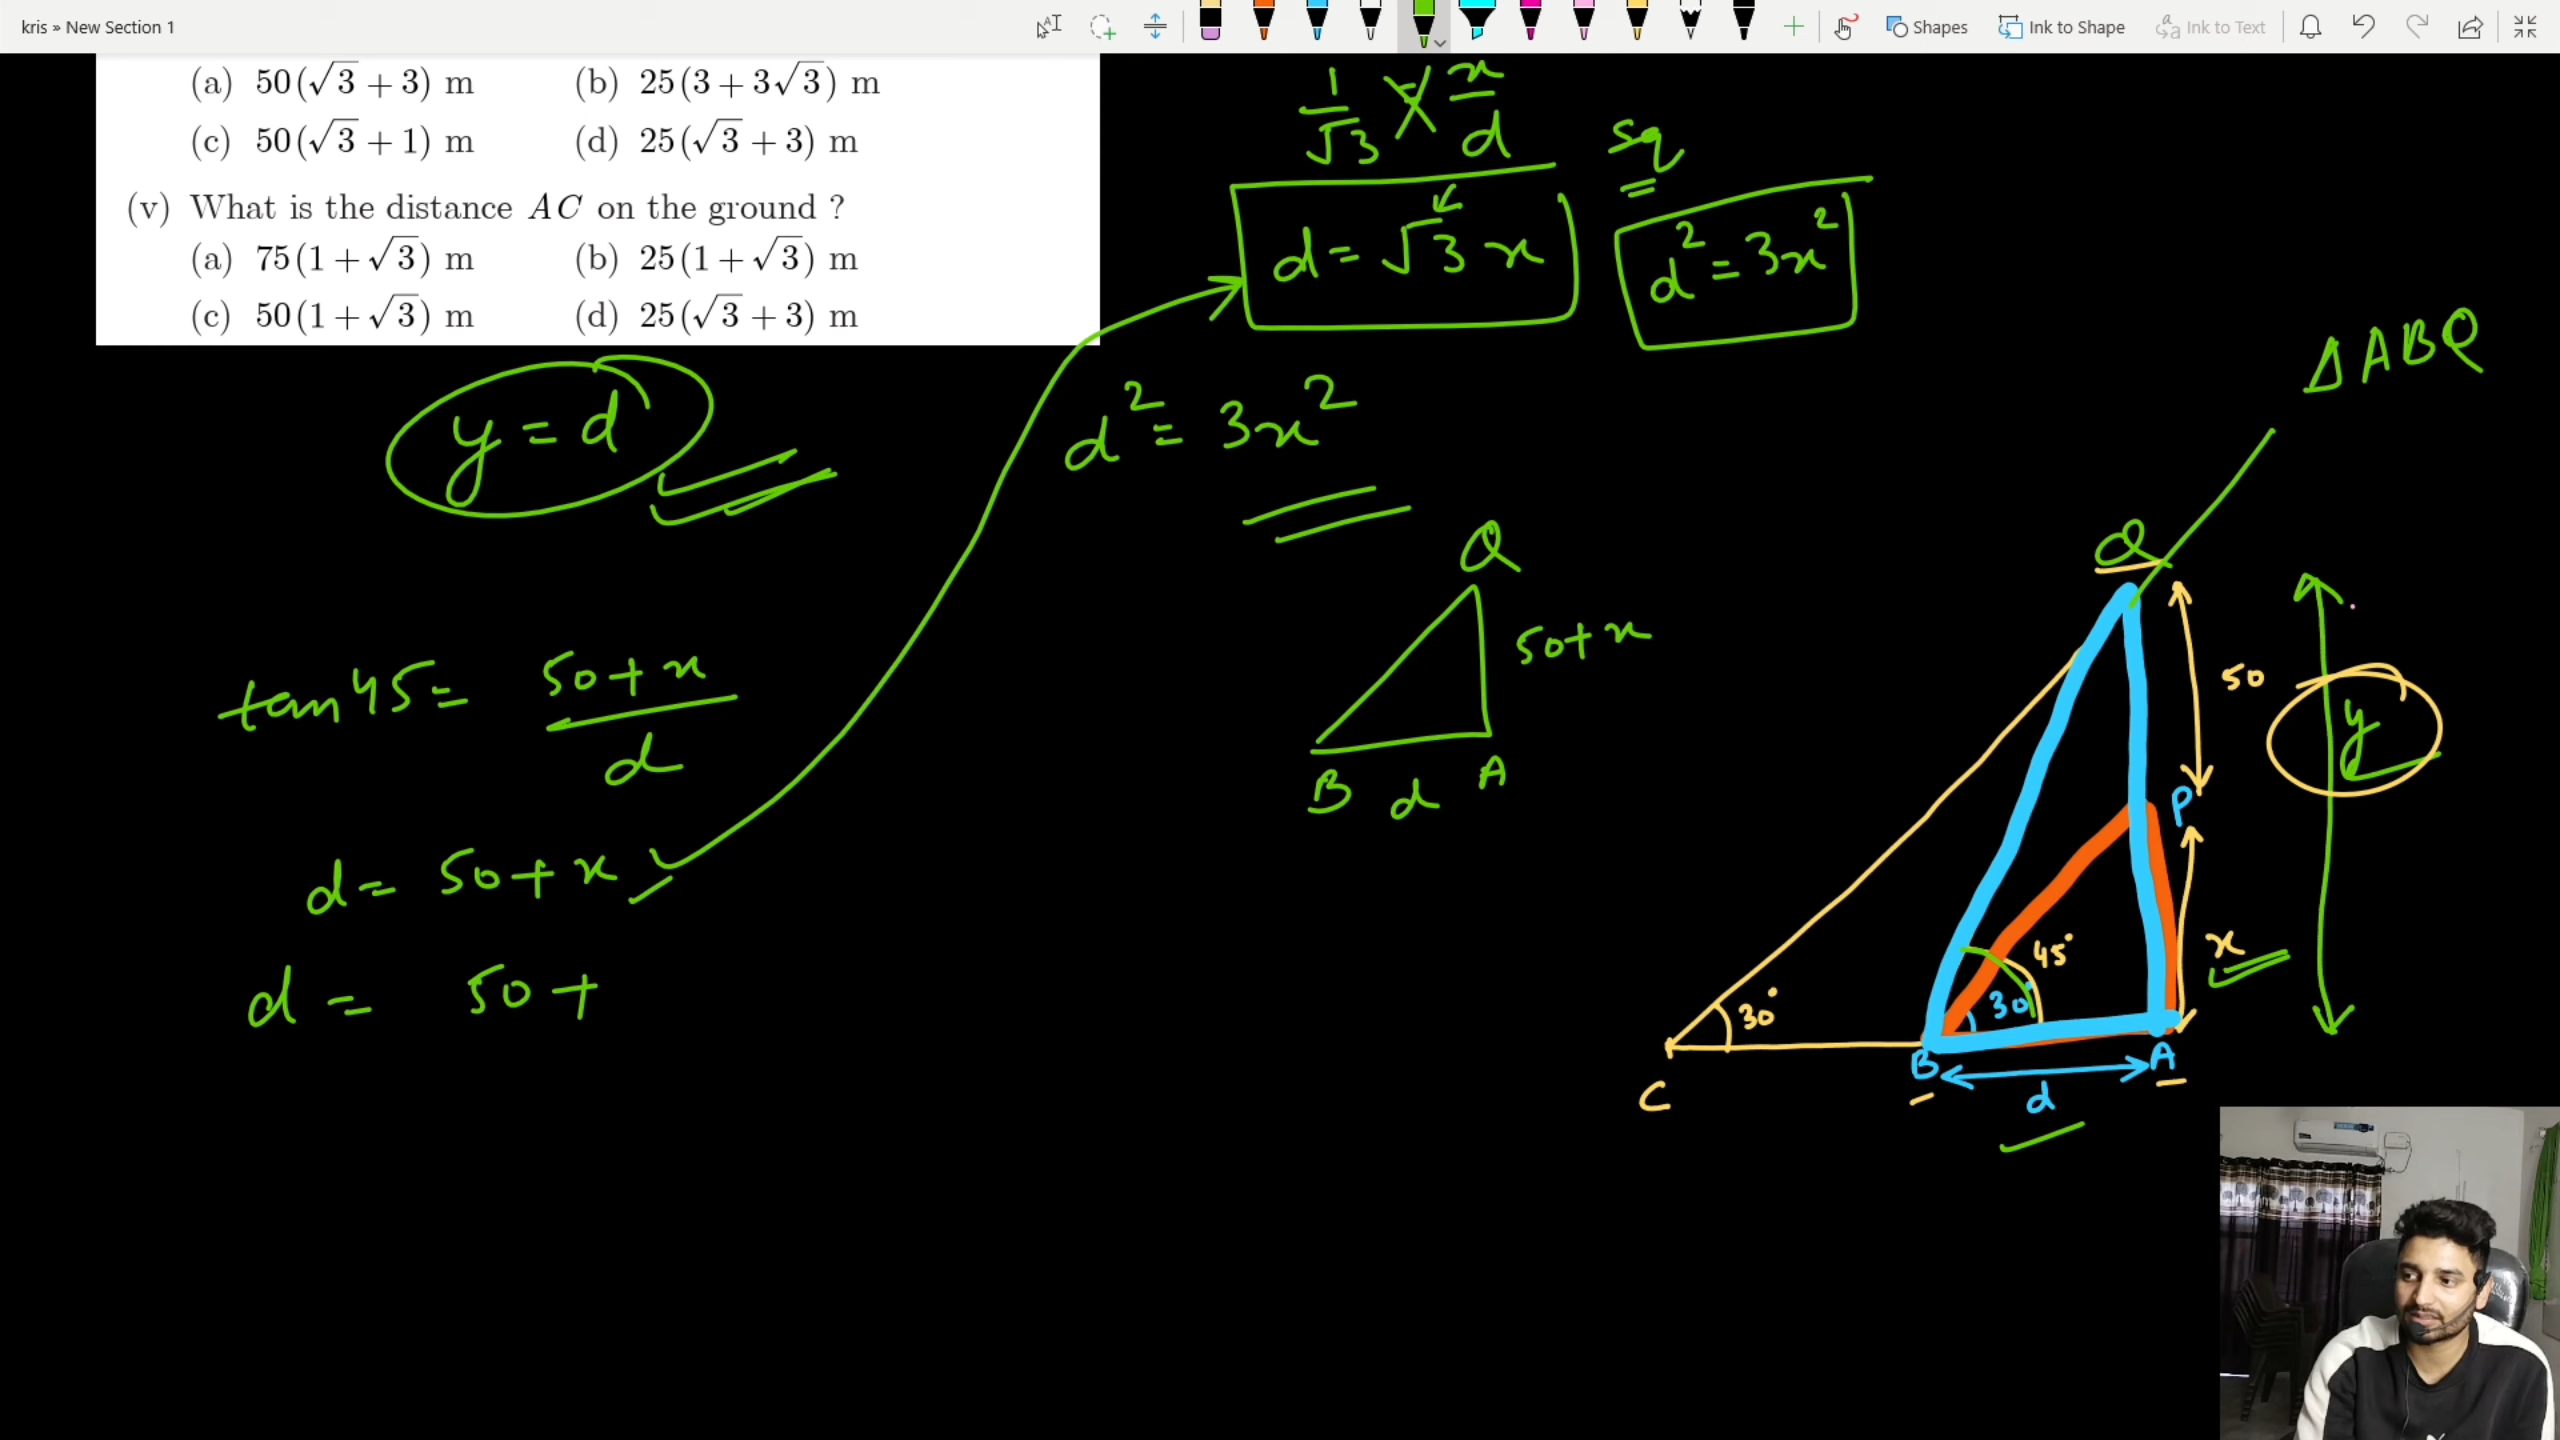 kris » New Section 1
Shapes
Ink to Shape
Ink to Text
(a) 50(√3 + 3) m (b) 25(3 + 3√3) m
(c) 50(√3 + 1) m (d) 25(√3 + 3) m
(v) What is the distance AC on the ground ?
(a) 75(1 + √3) m (b) 25(1 + √3) m
(c) 50(1 + √3) m (d) 25(√3 + 3) m
1/√3 x/d
sq
d = √3 x
d² = 3x²
y = d
d² = 3x²
ΔABQ
Q
50+x
B d A
tan45 = 50+x/d
d = 50+x
d = 50+
Q
50
y
P
45°
x
30°
30
B A
d
C